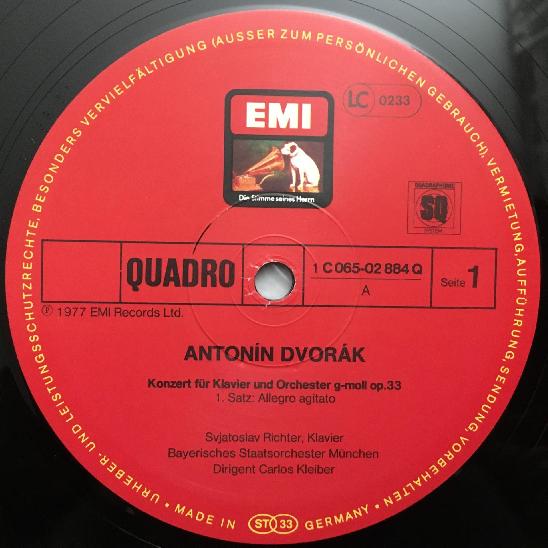 URHEBER- UND LEISTUNGSSCHUTZRECHTE, BESONDERS VERVIELFÄLTIGUNG (AUSSER ZUM PERSÖNLICHEN GEBRAUCH), VERMIETUNG, AUFFÜHRUNG, SENDUNG VORBEHALTEN • MADE IN ST 33 GERMANY •
EMI
LC 0233
Die Stimme seines Herrn
QUADRAPHONIC
SQ
SYSTEM
QUADRO
1 C 065-02 884 Q
A
Seite 1
℗ 1977 EMI Records Ltd.
ANTONÍN DVORÁK
Konzert für Klavier und Orchester g-moll op.33
1. Satz: Allegro agitato
Svjatoslav Richter, Klavier
Bayerisches Staatsorchester München
Dirigent Carlos Kleiber